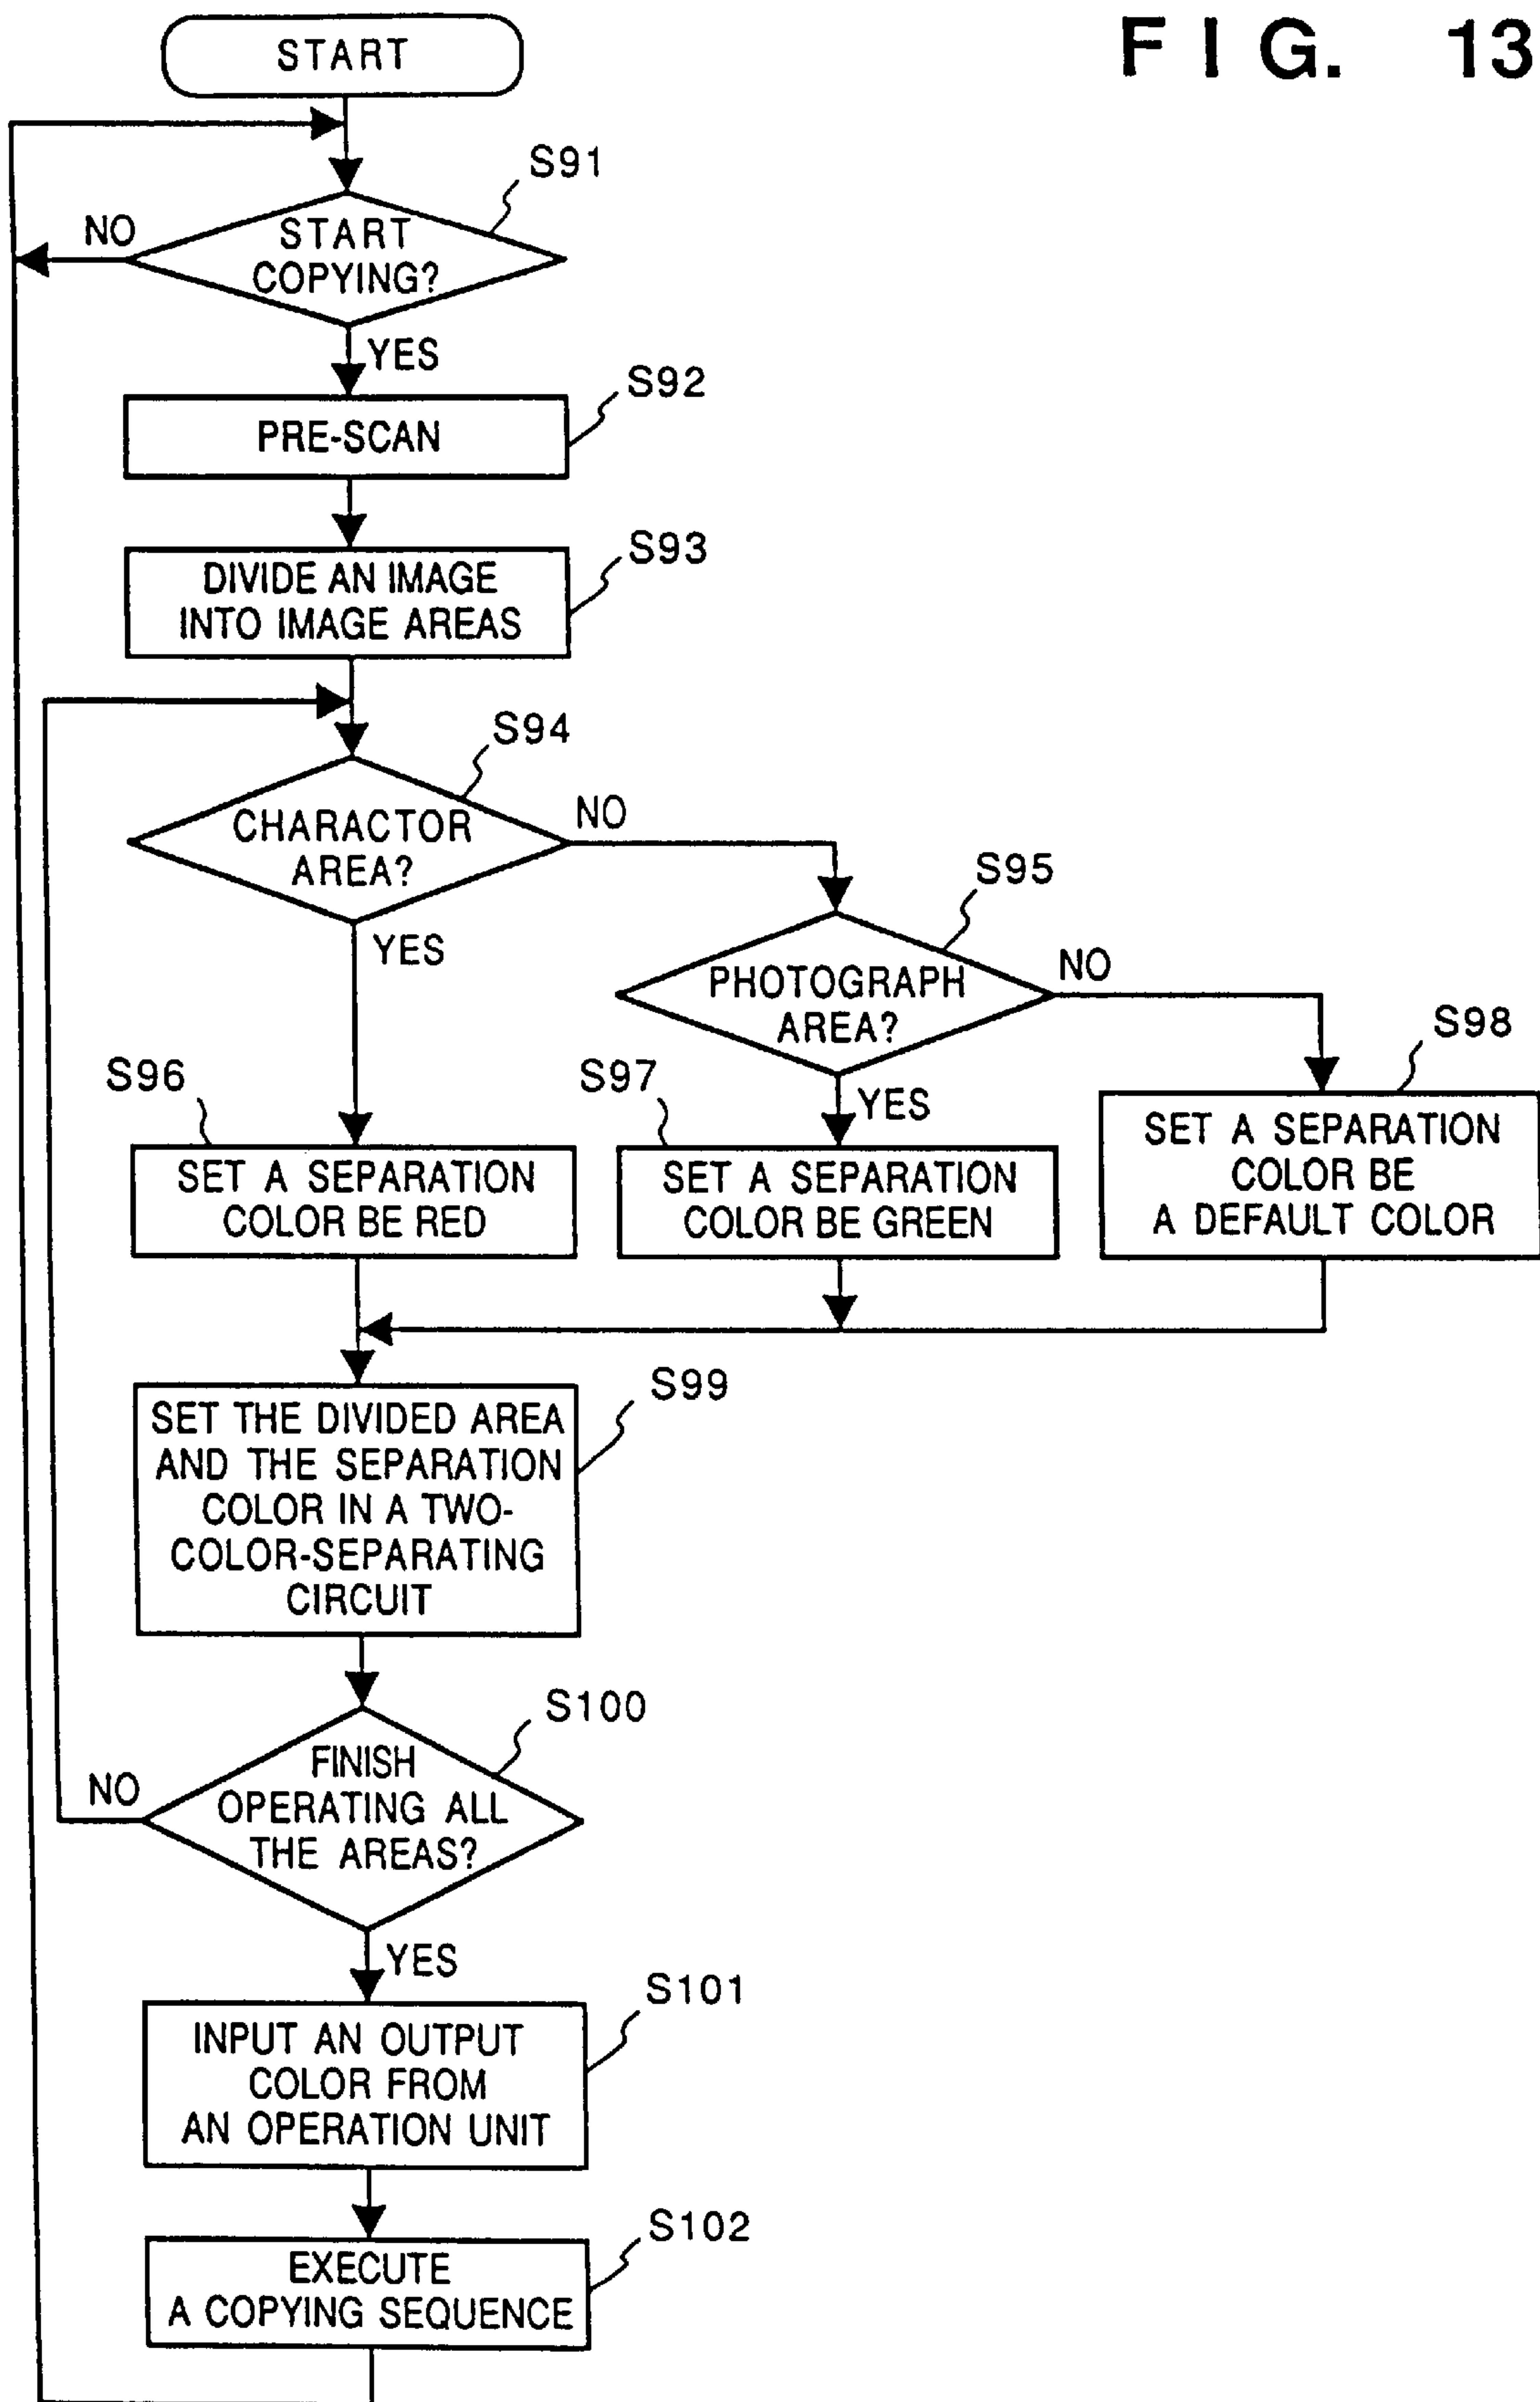 FIG. 13
START
S91
NO
START
COPYING?
YES
S92
PRE-SCAN
S93
DIVIDE AN IMAGE
INTO IMAGE AREAS
S94
CHARACTOR
AREA?
NO
YES
S95
PHOTOGRAPH
AREA?
NO
YES
S96
SET A SEPARATION
COLOR BE RED
S97
SET A SEPARATION
COLOR BE GREEN
S98
SET A SEPARATION
COLOR BE
A DEFAULT COLOR
S99
SET THE DIVIDED AREA
AND THE SEPARATION
COLOR IN A TWO-
COLOR-SEPARATING
CIRCUIT
S100
NO
FINISH
OPERATING ALL
THE AREAS?
YES
S101
INPUT AN OUTPUT
COLOR FROM
AN OPERATION UNIT
S102
EXECUTE
A COPYING SEQUENCE